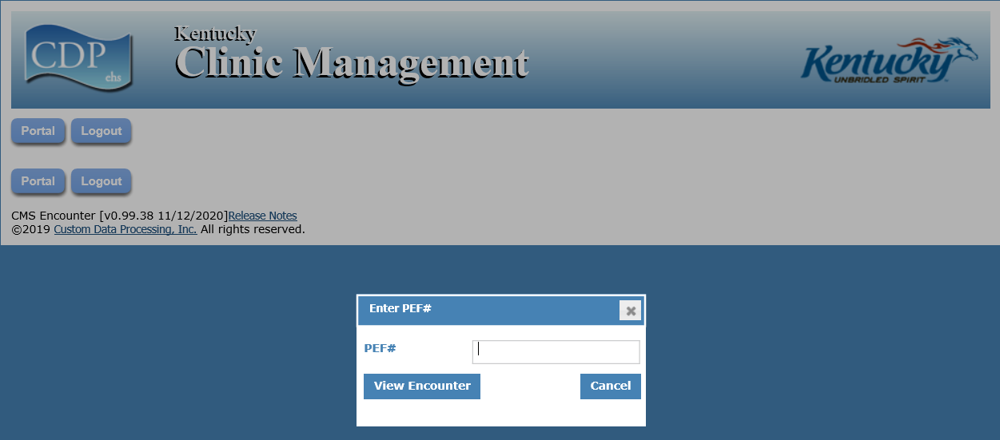 CDP
chs
Kentucky
Clinic Management
Kentucky
UNBRIDLED SPIRIT
Portal Logout
Portal Logout
CMS Encounter [v0.99.38 11/12/2020]Release Notes
©2019 Custom Data Processing, Inc. All rights reserved.
Enter PEF#
PEF#
View Encounter Cancel